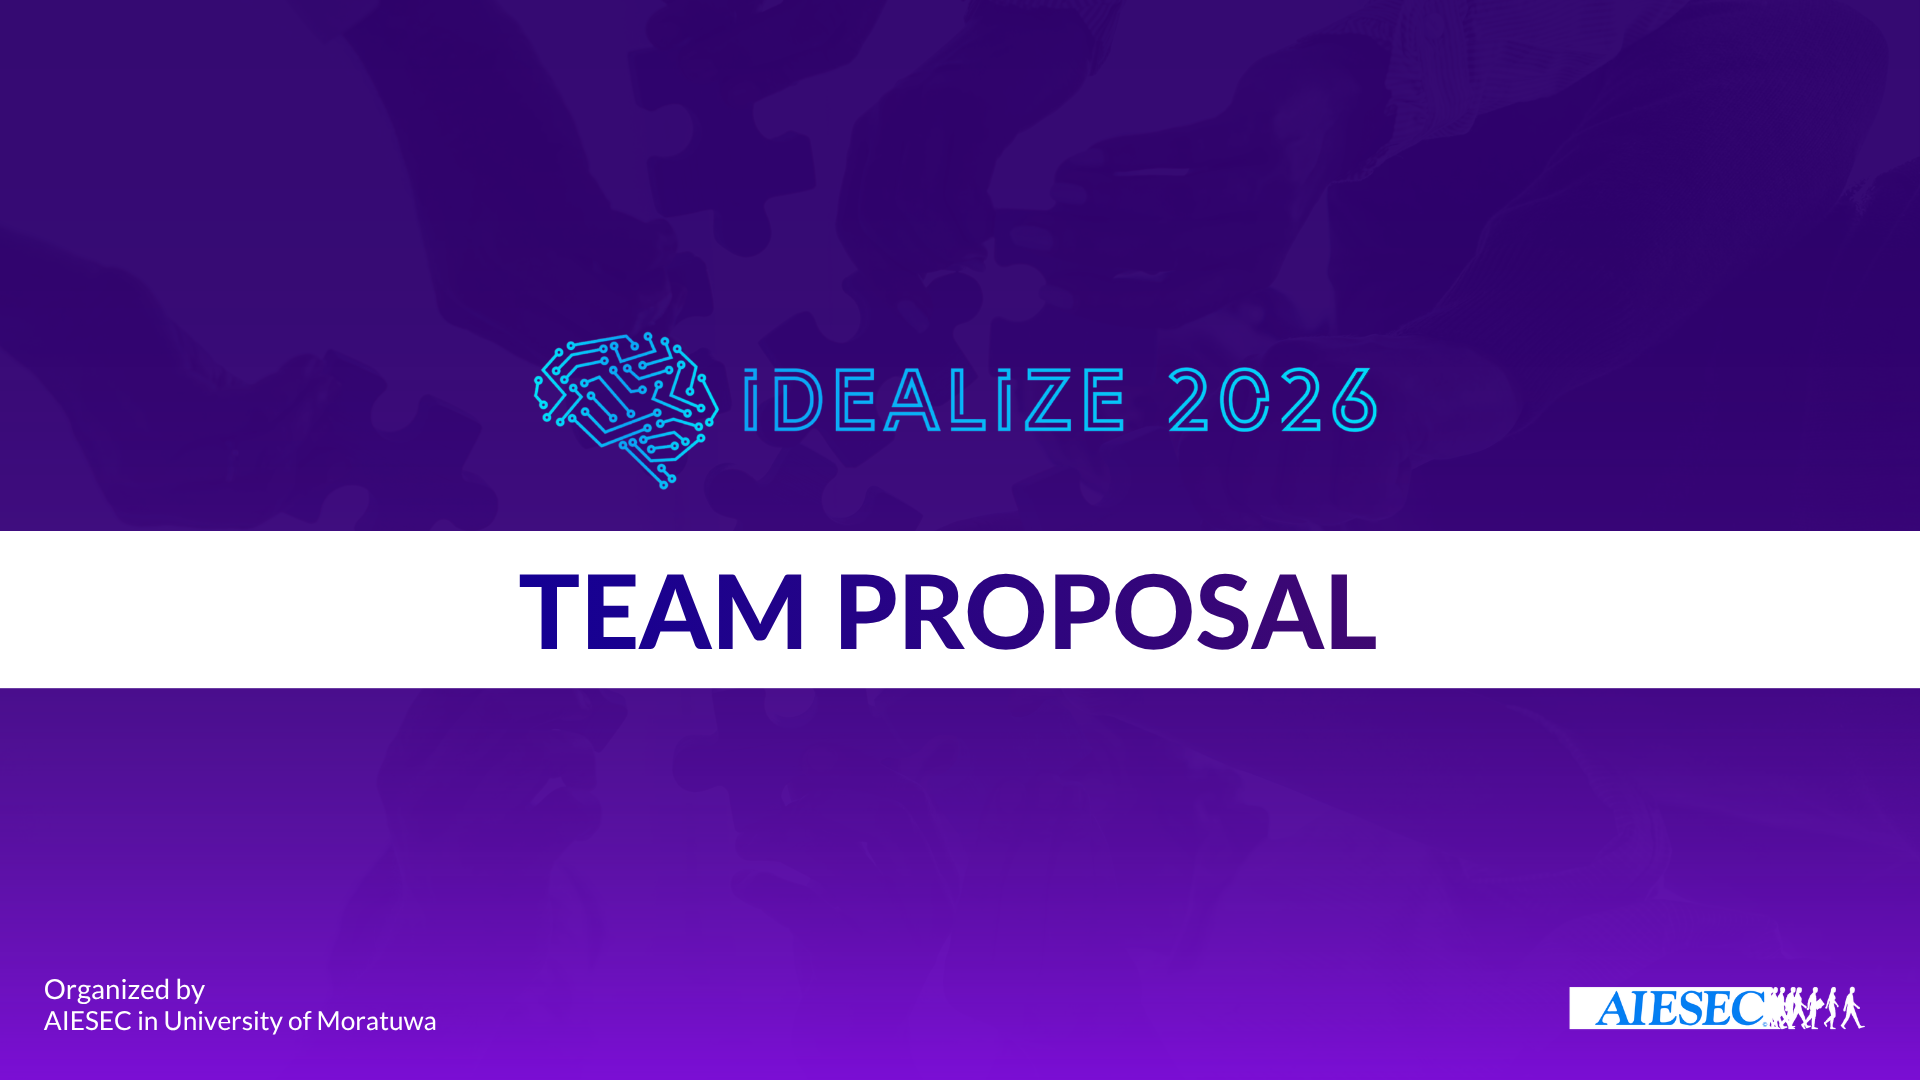 iDEALiZE 2026
TEAM PROPOSAL
Organized by
AIESEC in University of Moratuwa
AIESEC